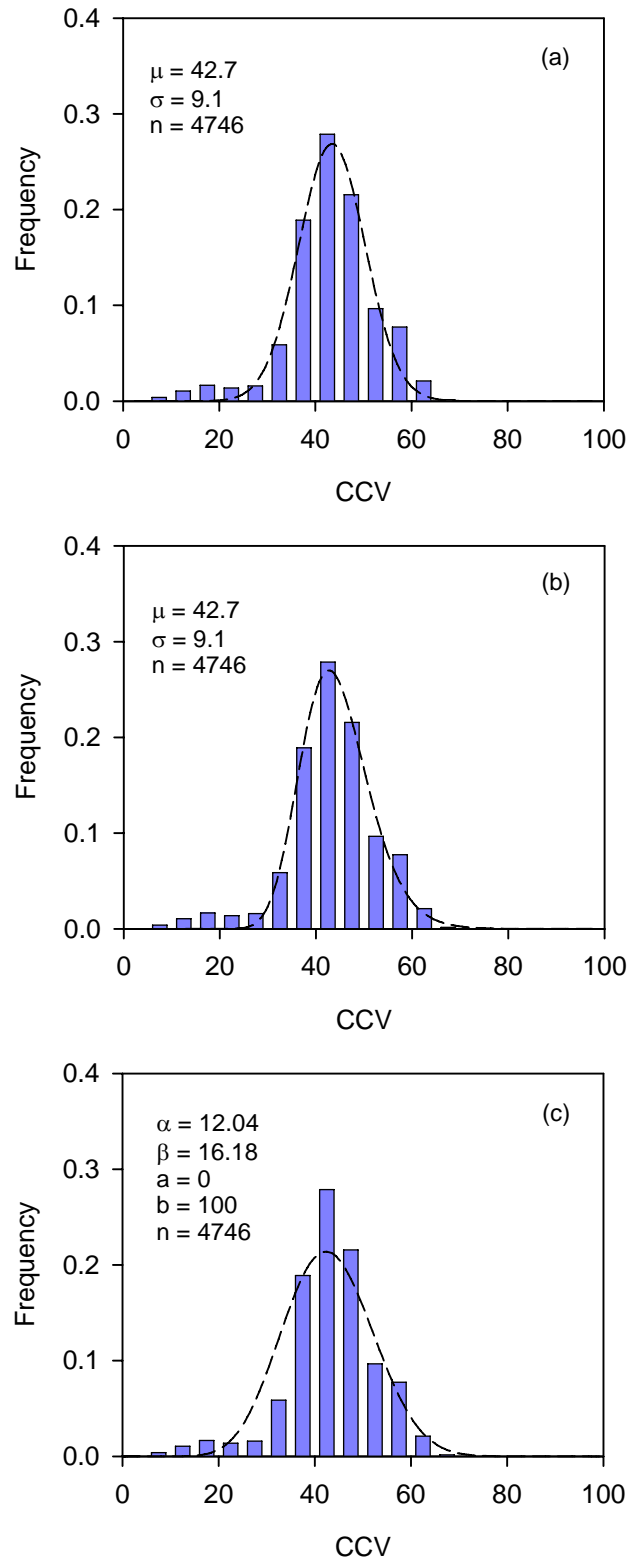 0.4
(a)
μ = 42.7
σ = 9.1
n = 4746
0.3
Frequency
0.2
0.1
0.0
0 20 40 60 80 100
CCV
0.4
(b)
μ = 42.7
σ = 9.1
n = 4746
0.3
Frequency
0.2
0.1
0.0
0 20 40 60 80 100
CCV
0.4
(c)
α = 12.04
β = 16.18
a = 0
b = 100
n = 4746
0.3
Frequency
0.2
0.1
0.0
0 20 40 60 80 100
CCV